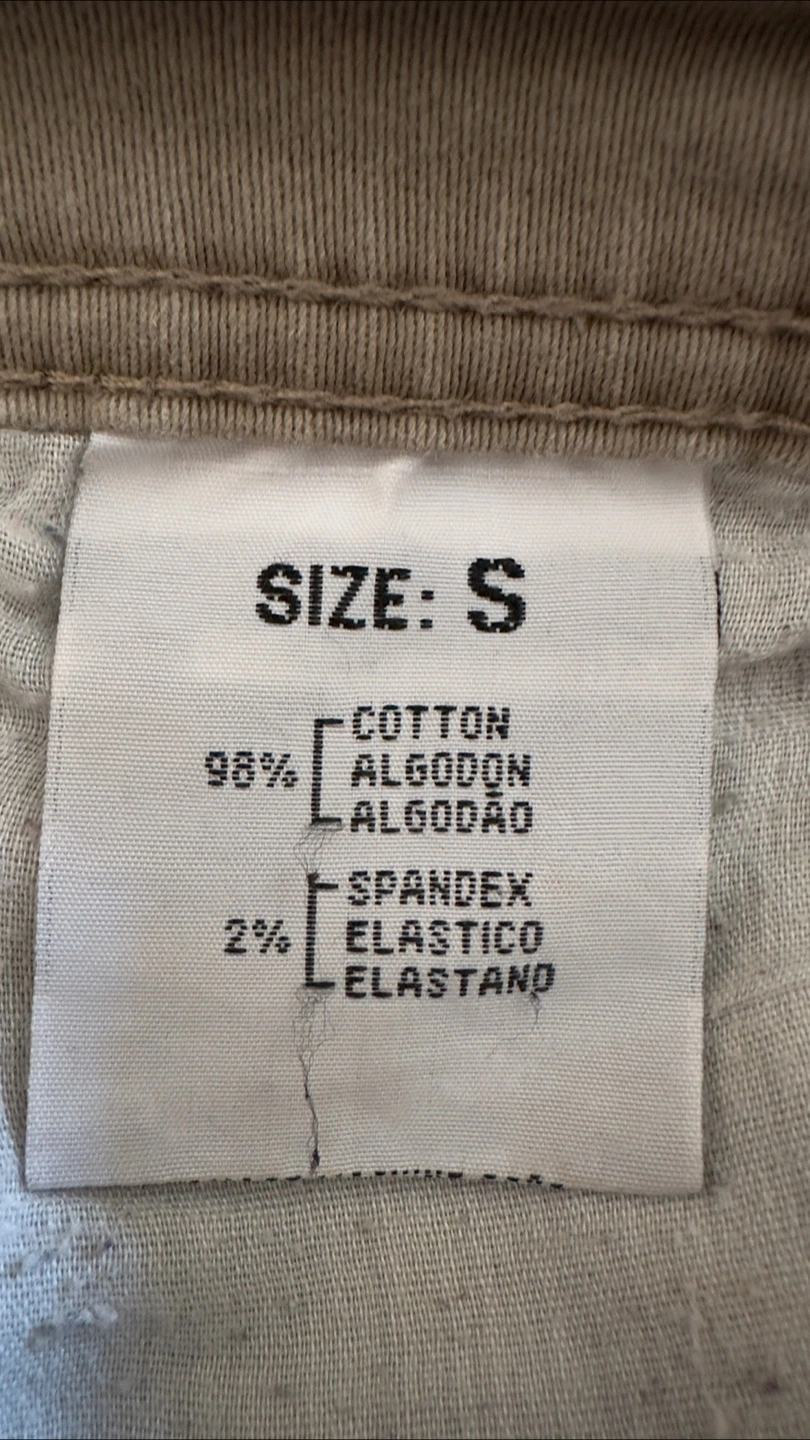 SIZE: S
98%
COTTON
ALGODON
ALGODÃO
2%
SPANDEX
ELASTICO
ELASTANO